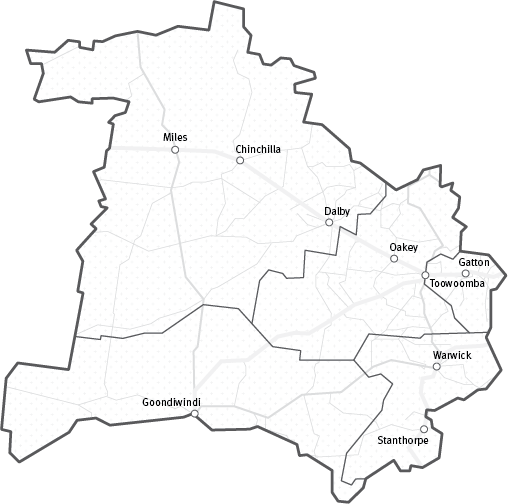 Miles
Chinchilla
Dalby
Oakey
Gatton
Toowoomba
Warwick
Goondiwindi
Stanthorpe